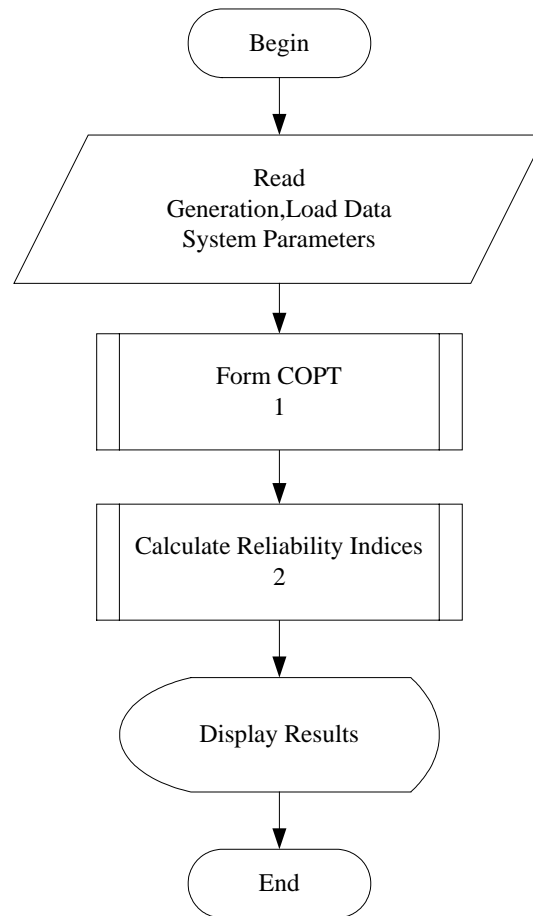 Begin
Read
Generation,Load Data
System Parameters
Form COPT
1
Calculate Reliability Indices
2
Display Results
End